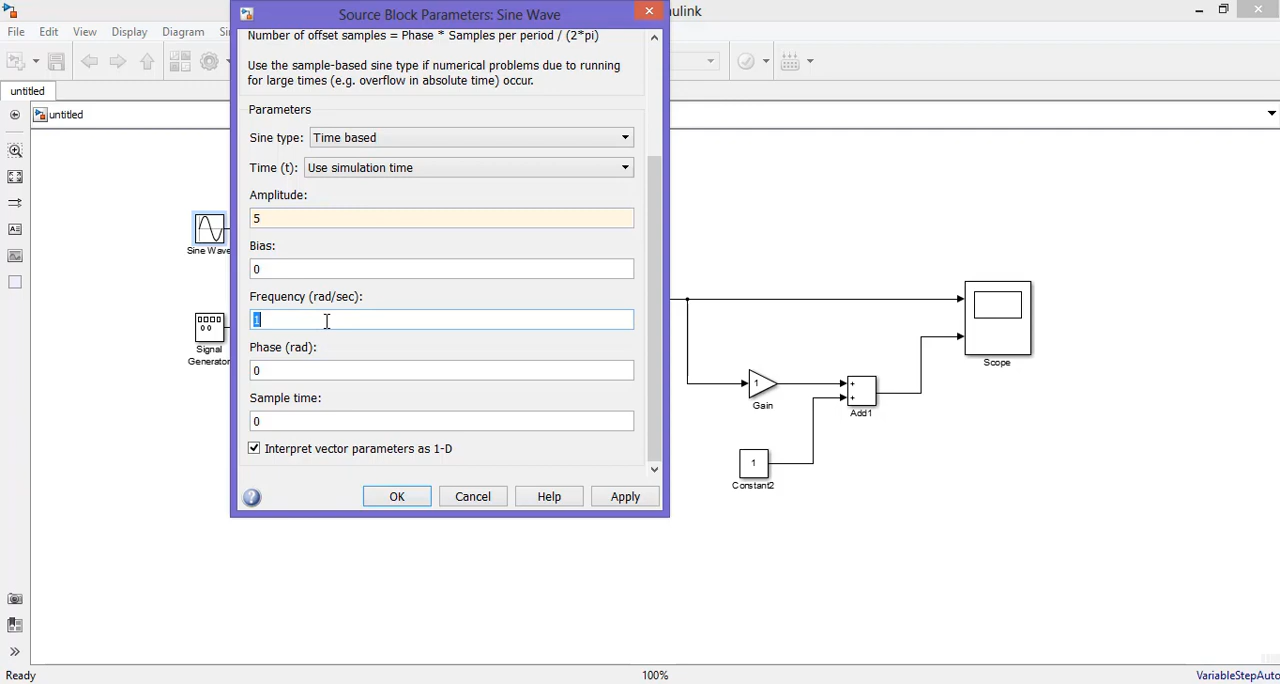 Source Block Parameters: Sine Wave
ulink
File Edit View Display Diagram
untitled
untitled
Number of offset samples = Phase * Samples per period / (2*pi)
Use the sample-based sine type if numerical problems due to running
for large times (e.g. overflow in absolute time) occur.
Parameters
Sine type: Time based
Time (t): Use simulation time
Amplitude:
5
Bias:
0
Frequency (rad/sec):
1
Phase (rad):
0
Sample time:
0
Interpret vector parameters as 1-D
OK Cancel Help Apply
Sine Wave
Signal
Generator
1
Gain
+
+
Add1
1
Constant2
Scope
Ready
100%
VariableStepAuto